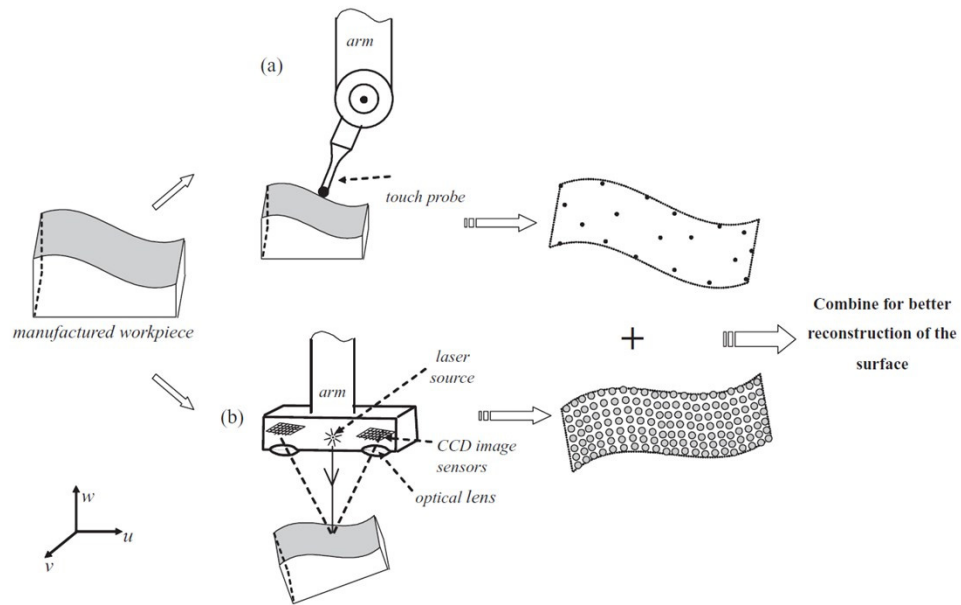 arm
(a)
touch probe
manufactured workpiece
Combine for better
reconstruction of the
surface
+
laser
source
arm
(b)
CCD image
sensors
optical lens
w
u
v